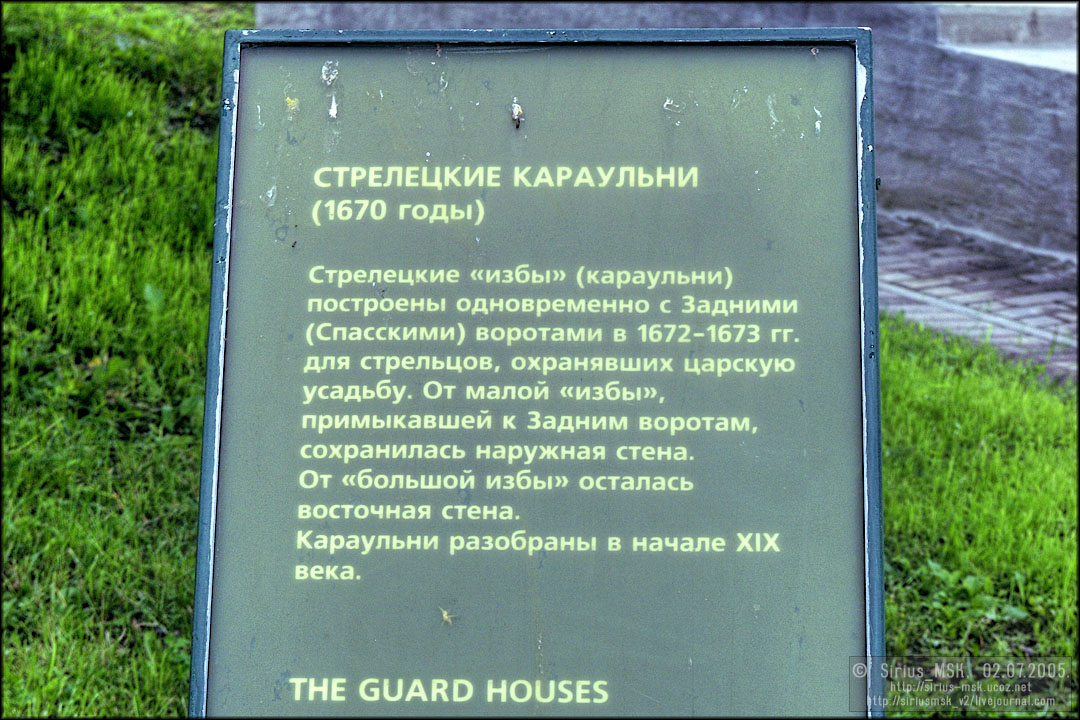 СТРЕЛЕЦКИЕ КАРАУЛЬНИ
(1670 годы)
Стрелецкие «избы» (караульни)
построены одновременно с Задними
(Спасскими) воротами в 1672–1673 гг.
для стрельцов, охранявших царскую
усадьбу. От малой «избы»,
примыкавшей к Задним воротам,
сохранилась наружная стена.
От «большой избы» осталась
восточная стена.
Караульни разобраны в начале XIX
века.
THE GUARD HOUSES
© Sirius_MSK, 02.07.2005.
http://sirius-msk.ucoz.net
http://siriusmsk_v2/livejournal.com